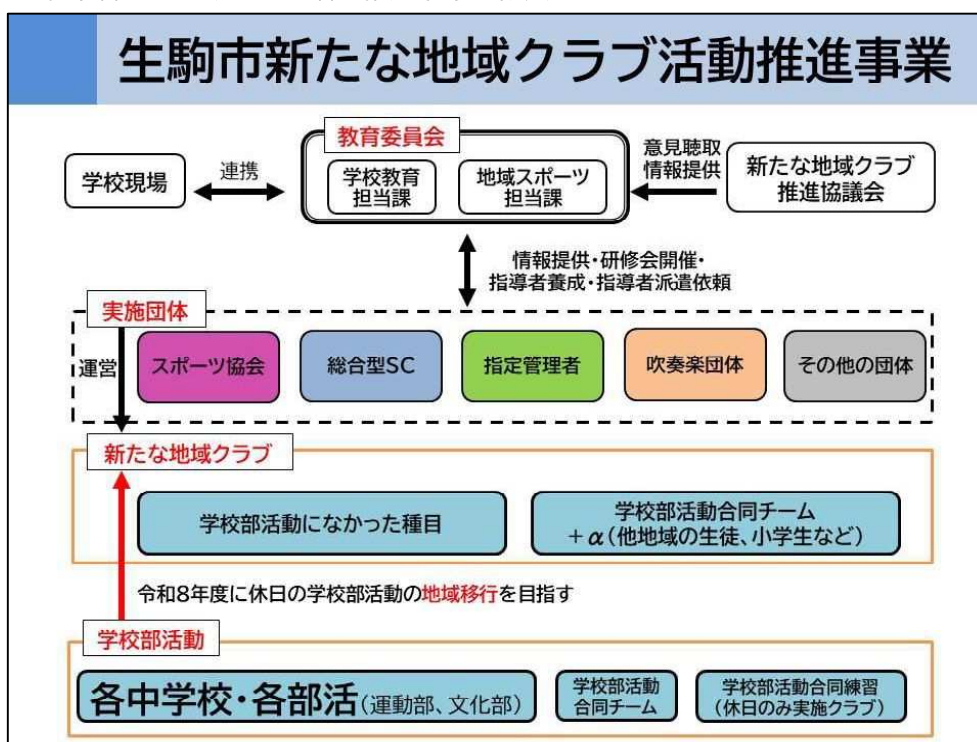 生駒市新たな地域クラブ活動推進事業
教育委員会
学校現場
連携
学校教育
担当課
地域スポーツ
担当課
意見聴取
情報提供
新たな地域クラブ
推進協議会
情報提供・研修会開催・
指導者養成・指導者派遣依頼
実施団体
運営
スポーツ協会
総合型SC
指定管理者
吹奏楽団体
その他の団体
新たな地域クラブ
学校部活動になかった種目
学校部活動合同チーム
+α(他地域の生徒、小学生など)
令和8年度に休日の学校部活動の地域移行を目指す
学校部活動
各中学校・各部活(運動部、文化部)
学校部活動
合同チーム
学校部活動合同練習
(休日のみ実施クラブ)